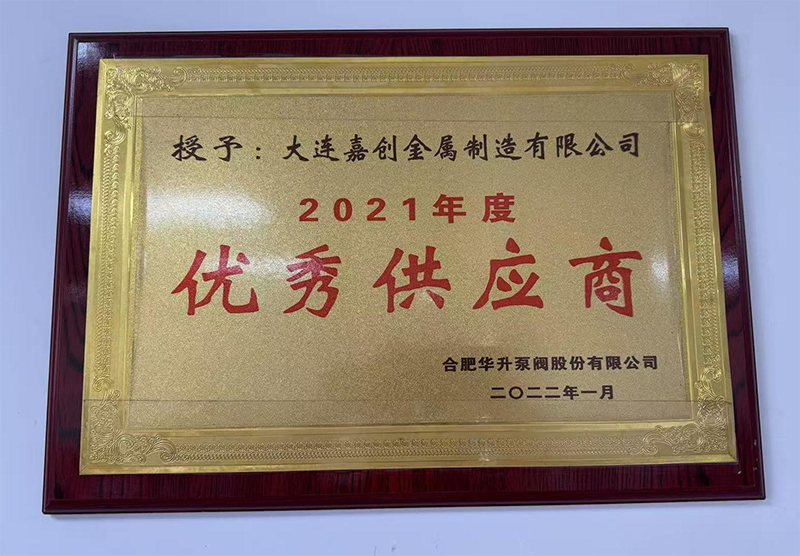 授予：大连嘉创金属制造有限公司
2021年度
优秀供应商
合肥华升泵阀股份有限公司
二〇二二年一月